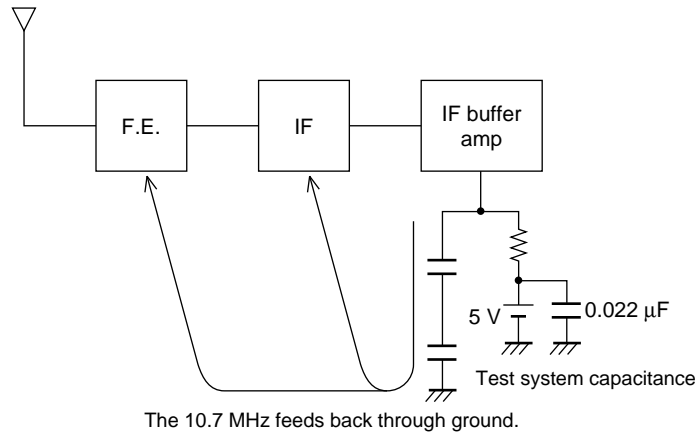 F.E.
IF
IF buffer
amp
5 V
0.022 µF
Test system capacitance
The 10.7 MHz feeds back through ground.